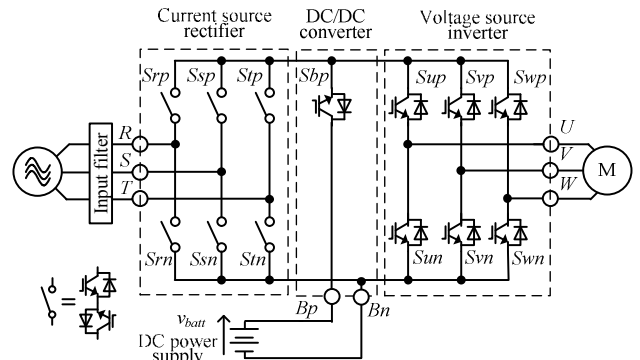 Current source
rectifier
DC/DC
converter
Voltage source
inverter
Srp Ssp Stp Sbp Sup Svp Swp
Input filter
R
S
T
U
V
W
M
Srn Ssn Stn Sun Svn Swn
=
Bp Bn
vbatt
DC power
supply